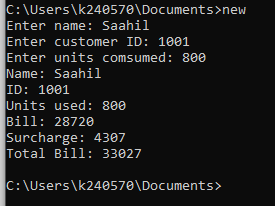 C:\Users\k240570\Documents>new
Enter name: Saahil
Enter customer ID: 1001
Enter units comsumed: 800
Name: Saahil
ID: 1001
Units used: 800
Bill: 28720
Surcharge: 4307
Total Bill: 33027
C:\Users\k240570\Documents>